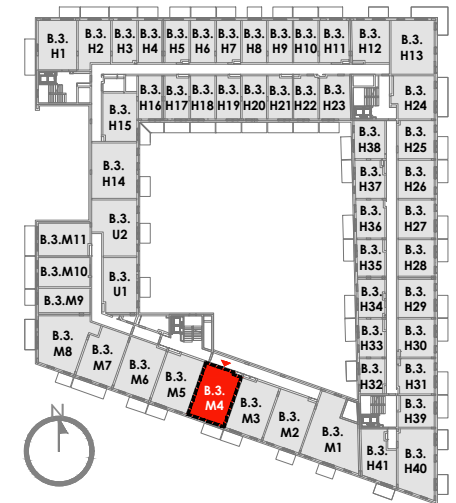 B.3.
H1
B.3.
H2
B.3.
H3
B.3.
H4
B.3.
H5
B.3.
H6
B.3.
H7
B.3.
H8
B.3.
H9
B.3.
H10
B.3.
H11
B.3.
H12
B.3.
H13
B.3.
H16
B.3.
H17
B.3.
H18
B.3.
H19
B.3.
H20
B.3.
H21
B.3.
H22
B.3.
H23
B.3.
H24
B.3.
H15
B.3.
H38
B.3.
H25
B.3.
H14
B.3.
H37
B.3.
H26
B.3.
U2
B.3.
H36
B.3.
H27
B.3.M11
B.3.
H35
B.3.
H28
B.3.M10
B.3.
U1
B.3.
H34
B.3.
H29
B.3.M9
B.3.
H33
B.3.
H30
B.3.
M8
B.3.
M7
B.3.
M6
B.3.
M5
B.3.
M4
B.3.
M3
B.3.
M2
B.3.
M1
B.3.
H32
B.3.
H31
B.3.
H39
B.3.
H41
B.3.
H40
N